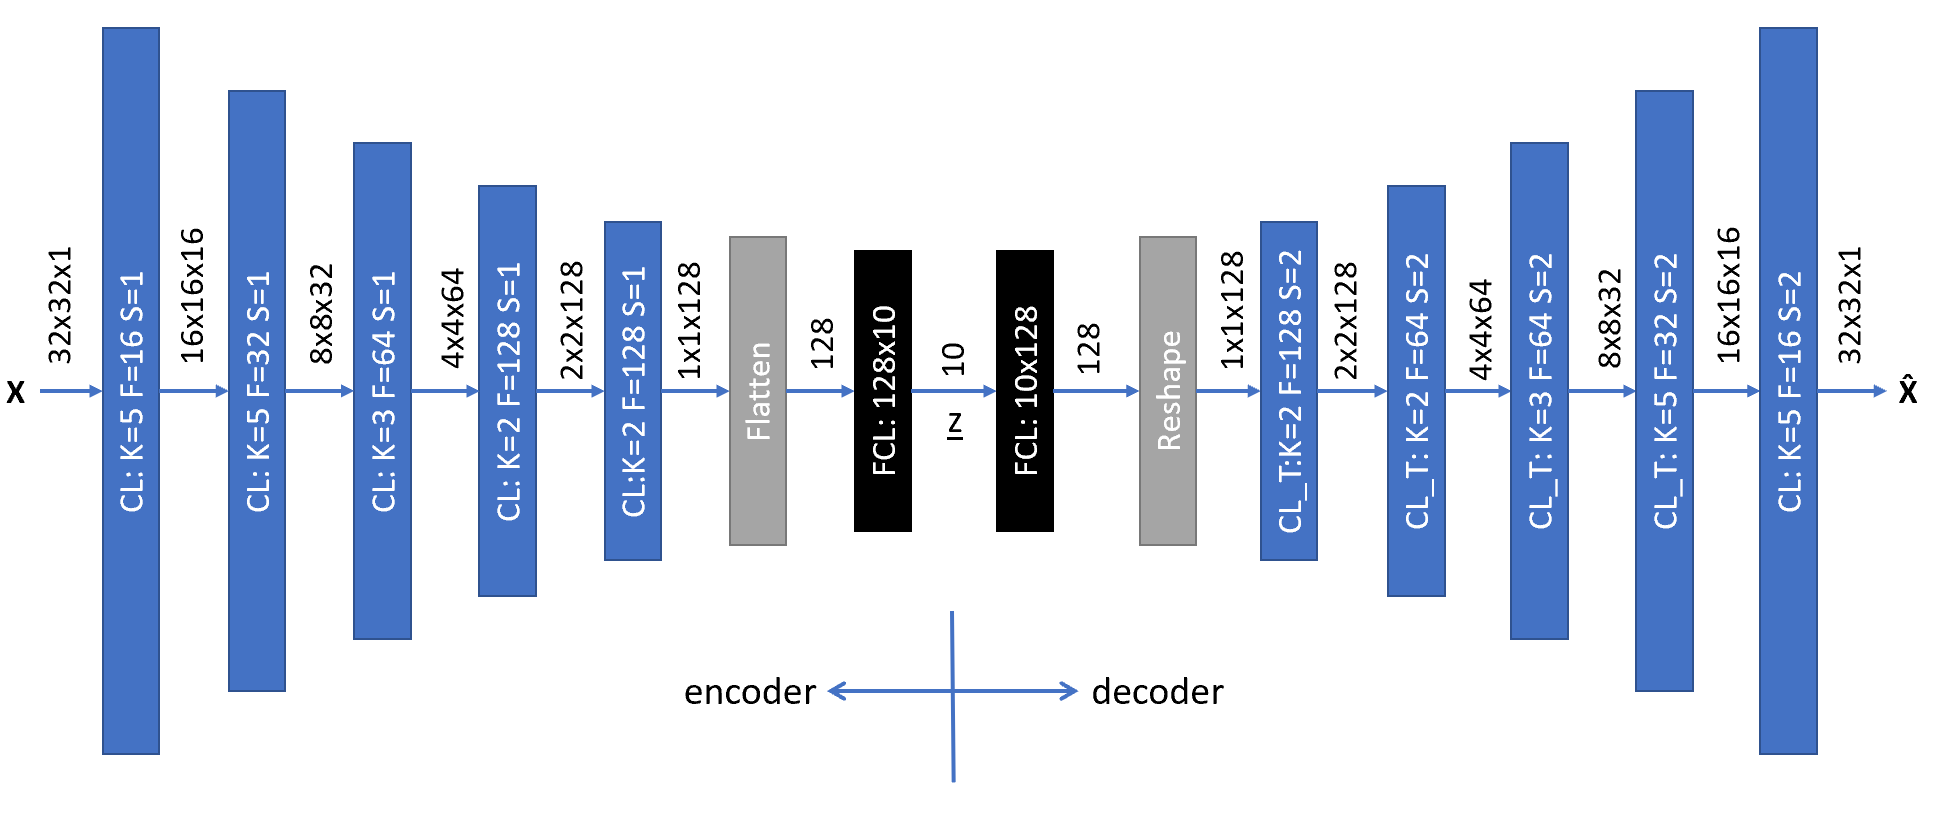 X
32x32x1
CL: K=5 F=16 S=1
16x16x16
CL: K=5 F=32 S=1
8x8x32
CL: K=3 F=64 S=1
4x4x64
CL: K=2 F=128 S=1
2x2x128
CL:K=2 F=128 S=1
1x1x128
Flatten
128
FCL: 128x10
10
z
FCL: 10x128
128
Reshape
1x1x128
CL_T:K=2 F=128 S=2
2x2x128
CL_T: K=2 F=64 S=2
4x4x64
CL_T: K=3 F=64 S=2
8x8x32
CL_T: K=5 F=32 S=2
16x16x16
CL: K=5 F=16 S=2
32x32x1
X̂
encoder
decoder